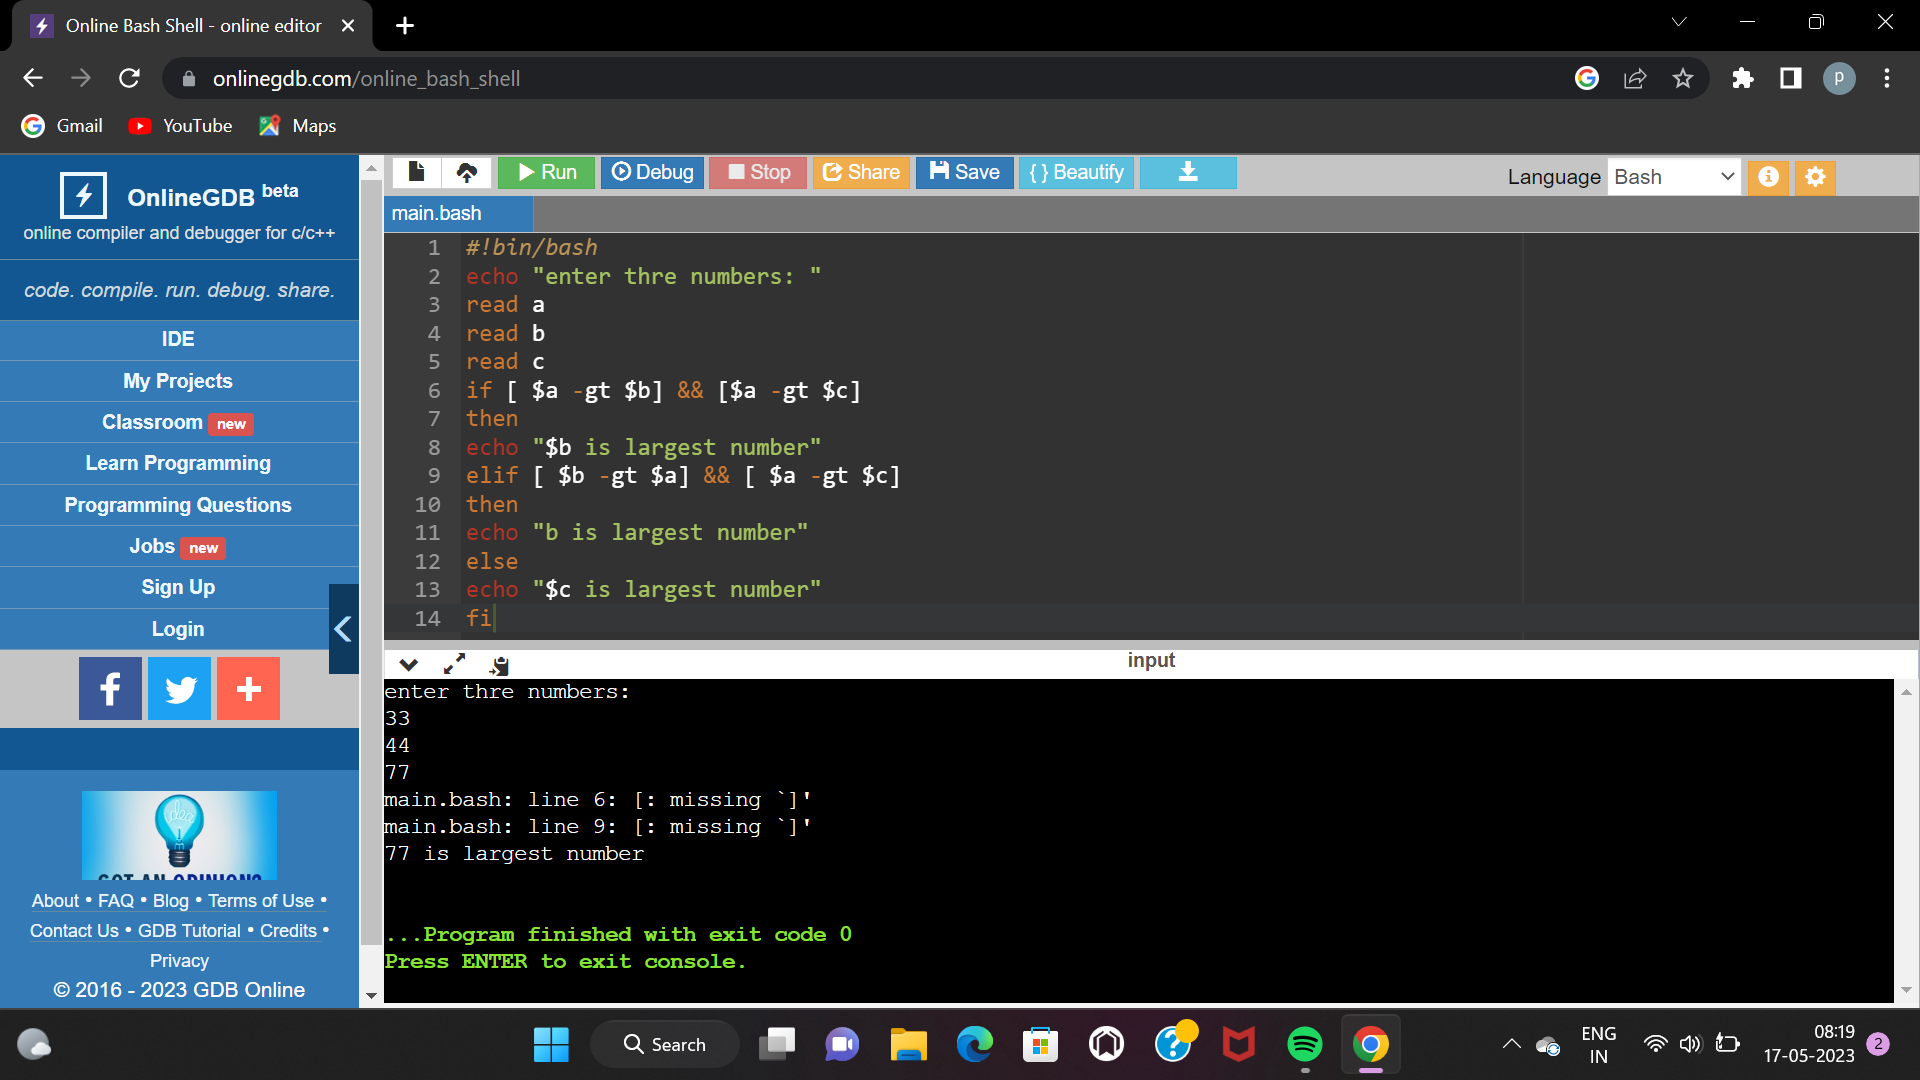 Online Bash Shell - online editor
onlinegdb.com/online_bash_shell
p
Gmail YouTube Maps
OnlineGDB beta
online compiler and debugger for c/c++
code. compile. run. debug. share.
IDE
My Projects
Classroom new
Learn Programming
Programming Questions
Jobs new
Sign Up
Login
About • FAQ • Blog • Terms of Use •
Contact Us • GDB Tutorial • Credits •
Privacy
© 2016 - 2023 GDB Online
Run Debug Stop Share Save { } Beautify
Language Bash
main.bash
1 #!bin/bash
2 echo "enter thre numbers: "
3 read a
4 read b
5 read c
6 if [ $a -gt $b] && [$a -gt $c]
7 then
8 echo "$b is largest number"
9 elif [ $b -gt $a] && [ $a -gt $c]
10 then
11 echo "b is largest number"
12 else
13 echo "$c is largest number"
14 fi
input
enter thre numbers:
33
44
77
main.bash: line 6: [: missing `]'
main.bash: line 9: [: missing `]'
77 is largest number
...Program finished with exit code 0
Press ENTER to exit console.
Search
ENG
IN
08:19
17-05-2023
2